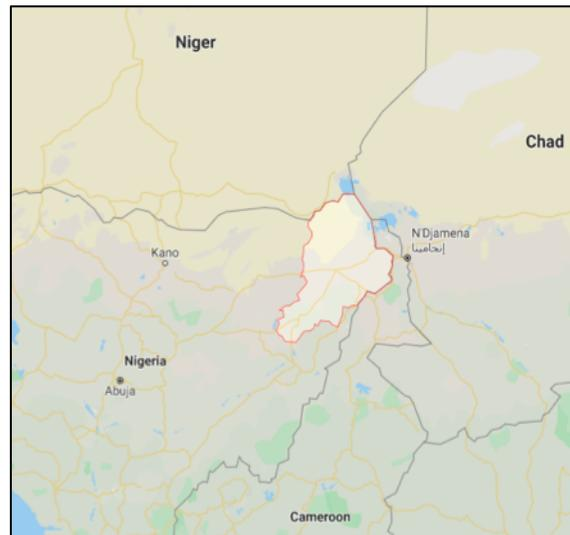 Niger
Chad
N'Djamena
إنجامينا
Kano
Nigeria
Abuja
Cameroon